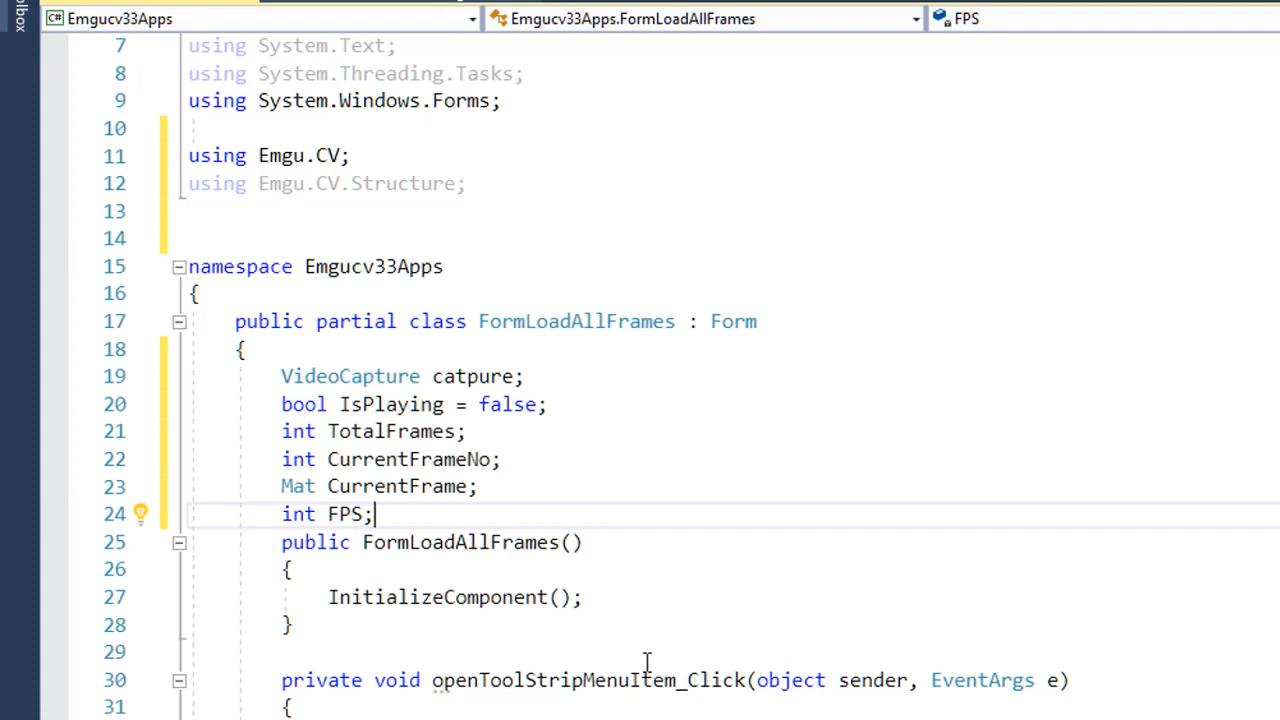 lbox
C# Emgucv33Apps
Emgucv33Apps.FormLoadAllFrames
FPS
7 using System.Text;
8 using System.Threading.Tasks;
9 using System.Windows.Forms;
10
11 using Emgu.CV;
12 using Emgu.CV.Structure;
13
14
15 namespace Emgucv33Apps
16 {
17 public partial class FormLoadAllFrames : Form
18 {
19 VideoCapture catpure;
20 bool IsPlaying = false;
21 int TotalFrames;
22 int CurrentFrameNo;
23 Mat CurrentFrame;
24 int FPS;
25 public FormLoadAllFrames()
26 {
27 InitializeComponent();
28 }
29
30 private void openToolStripMenuItem_Click(object sender, EventArgs e)
31 {